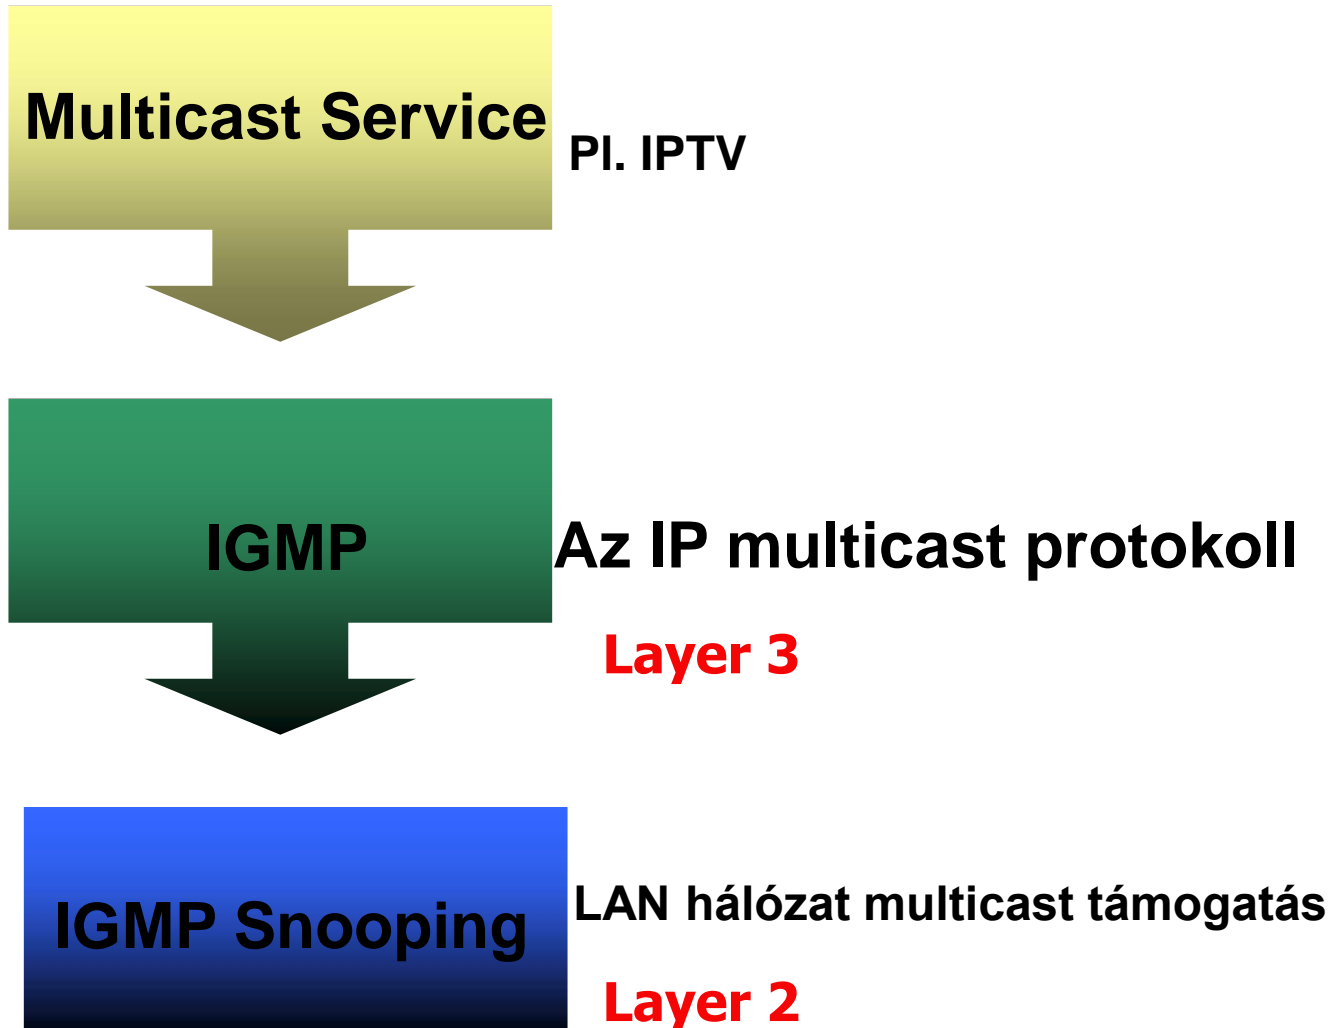 Multicast Service
Pl. IPTV
IGMP
Az IP multicast protokoll
Layer 3
IGMP Snooping
LAN hálózat multicast támogatás
Layer 2